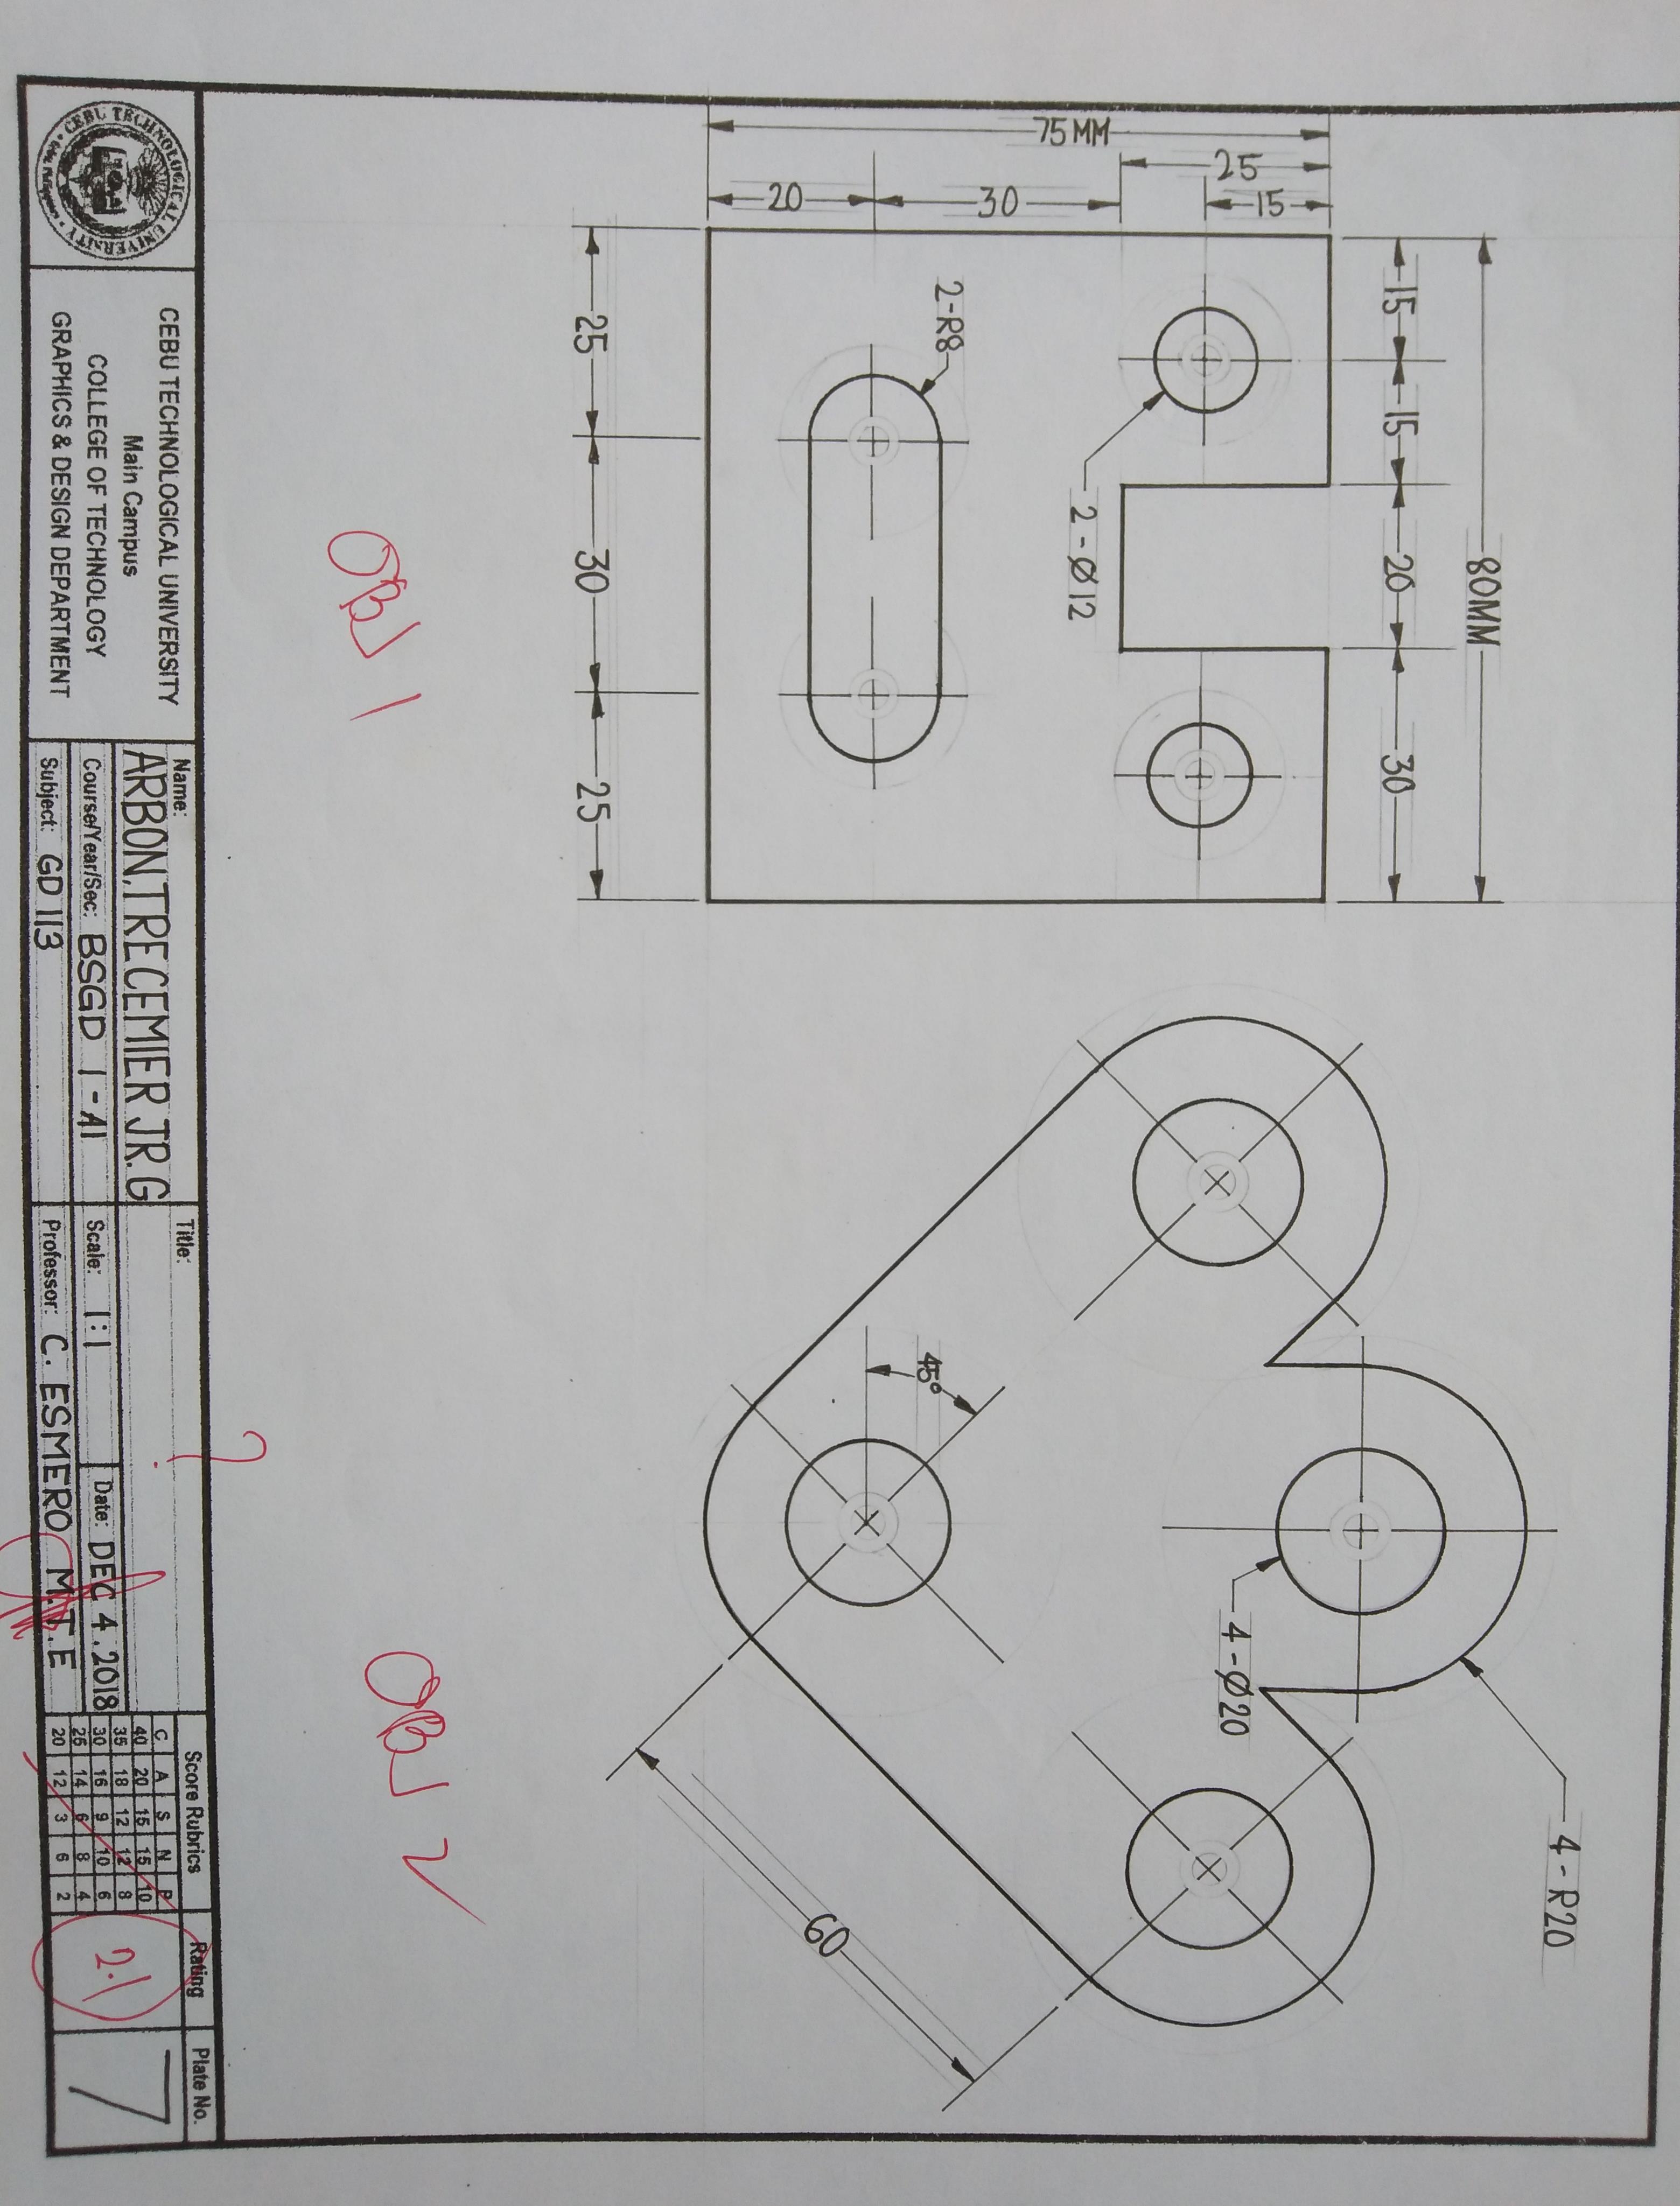 80MM
15
15
20
30
75MM
25
15
30
20
2-Ø12
2-R8
25
30
25
4-R20
4-Ø20
45°
60
OBJ 1
OBJ 2
CEBU TECHNOLOGICAL UNIVERSITY
CEBU TECHNOLOGICAL UNIVERSITY
Main Campus
COLLEGE OF TECHNOLOGY
GRAPHICS & DESIGN DEPARTMENT
Name:
ARBON, TRECEMIER JR. G
Course/Year/Sec: BSGD 1-A1
Subject: GD 113
Title:
?
Scale: 1:1
Date: DEC 4.2018
Professor: C. ESMERO M.T.E
Score Rubrics
C A S N P
40 20 15 15 10
35 18 12 12 8
30 16 9 10 6
25 14 6 8 4
20 12 3 6 2
Rating
2.1
Plate No.
7